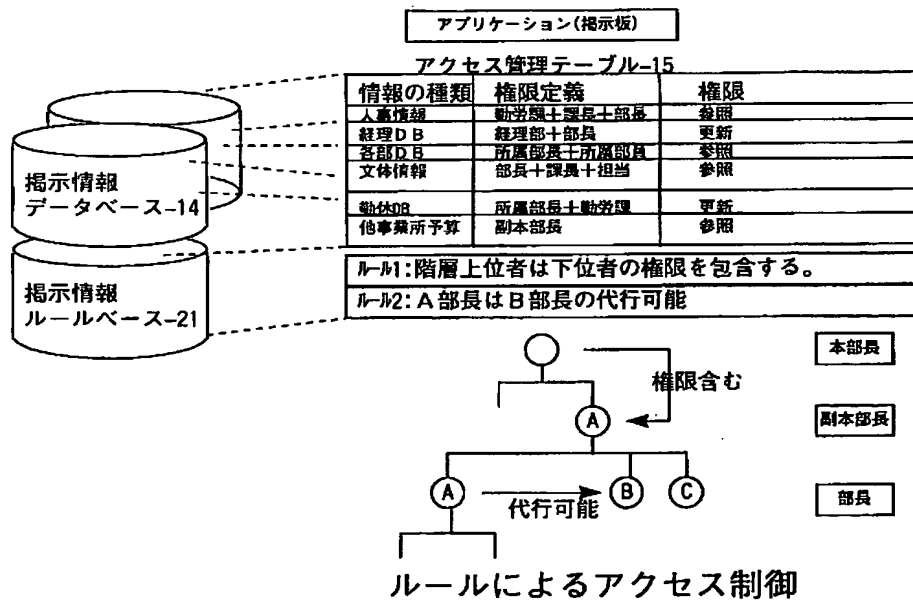 アプリケーション(掲示板)
アクセス管理テーブル-15
情報の種類 権限定義 権限
人事情報 勤労課+課長+部長 参照
経理DB 経理部+部長 更新
各部DB 所属部長+所属部員 参照
文体情報 部長+課長+担当 参照
勤休DB 所属部長+勤労課 更新
他事業所予算 副本部長 参照
掲示情報
データベース-14
掲示情報
ルールベース-21
ルール1:階層上位者は下位者の権限を包含する。
ルール2:A部長はB部長の代行可能
本部長
権限含む
A
副本部長
A
B
C
代行可能
部長
ルールによるアクセス制御